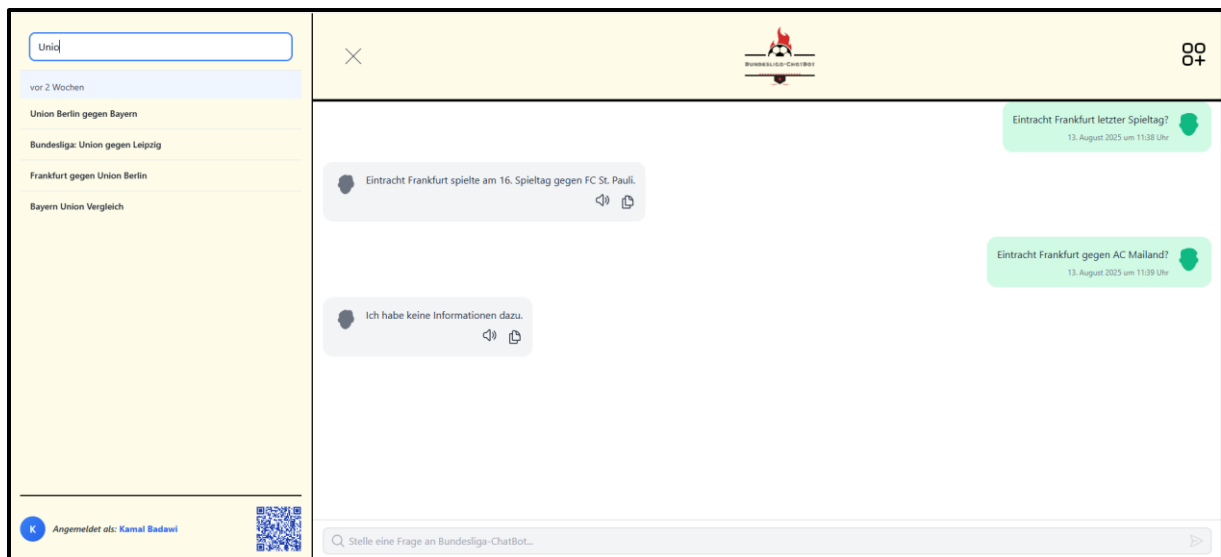 Unio
vor 2 Wochen
Union Berlin gegen Bayern
Bundesliga: Union gegen Leipzig
Frankfurt gegen Union Berlin
Bayern Union Vergleich
K
Angemeldet als: Kamal Badawi
BUNDESLIGA-CHATBOT
Eintracht Frankfurt letzter Spieltag?
13. August 2025 um 11:38 Uhr
Eintracht Frankfurt spielte am 16. Spieltag gegen FC St. Pauli.
Eintracht Frankfurt gegen AC Mailand?
13. August 2025 um 11:39 Uhr
Ich habe keine Informationen dazu.
Stelle eine Frage an Bundesliga-ChatBot...